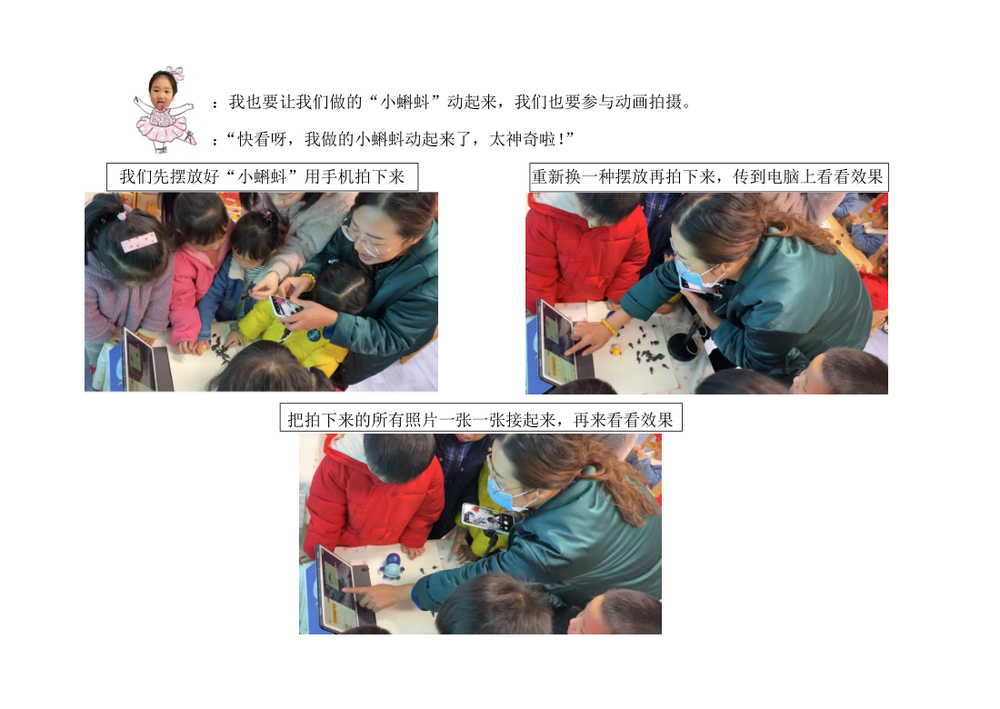 ：我也要让我们做的“小蝌蚪”动起来，我们也要参与动画拍摄。
：“快看呀，我做的小蝌蚪动起来了，太神奇啦！”
我们先摆放好“小蝌蚪”用手机拍下来
重新换一种摆放再拍下来，传到电脑上看看效果
把拍下来的所有照片一张一张接起来，再来看看效果